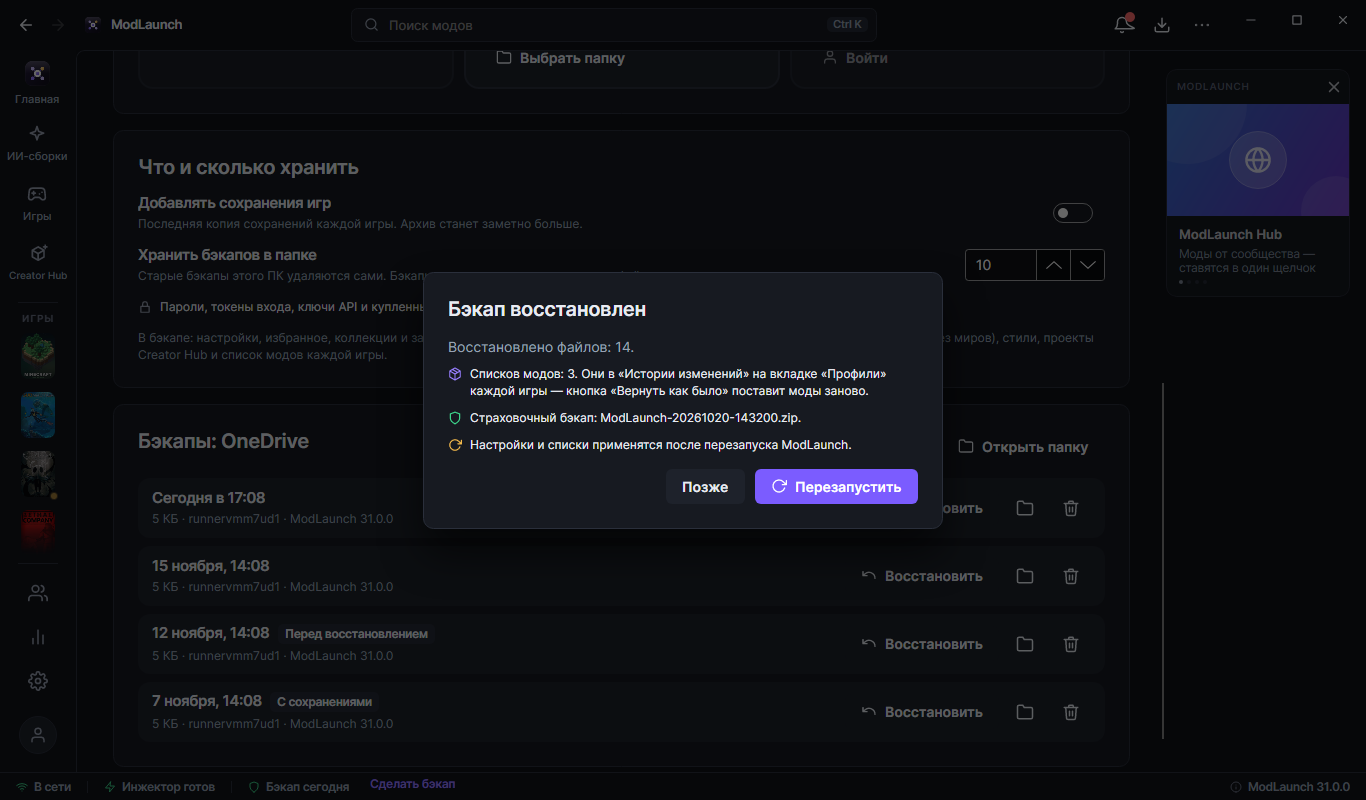 ModLaunch
Поиск модов
Ctrl K
Главная
ИИ-сборки
Игры
Creator Hub
ИГРЫ
MINECRAFT
Выбрать папку
Войти
Что и сколько хранить
Добавлять сохранения игр
Последняя копия сохранений каждой игры. Архив станет заметно больше.
Хранить бэкапов в папке
Старые бэкапы этого ПК удаляются сами.
10
Пароли, токены входа, ключи API и
В бэкапе: настройки, избранное, коллекции и
миров), стили, проекты
Creator Hub и список модов каждой игры.
Бэкап восстановлен
Восстановлено файлов: 14.
Списков модов: 3. Они в «Истории изменений» на вкладке «Профили»
каждой игры — кнопка «Вернуть как было» поставит моды заново.
Страховочный бэкап: ModLaunch-20261020-143200.zip.
Настройки и списки применятся после перезапуска ModLaunch.
Позже
Перезапустить
Бэкапы: OneDrive
Открыть папку
Сегодня в 17:08
5 КБ · runnervmm7ud1 · ModLaunch 31.0.0
15 ноября, 14:08
5 КБ · runnervmm7ud1 · ModLaunch 31.0.0
Восстановить
12 ноября, 14:08 Перед восстановлением
5 КБ · runnervmm7ud1 · ModLaunch 31.0.0
Восстановить
7 ноября, 14:08 С сохранениями
5 КБ · runnervmm7ud1 · ModLaunch 31.0.0
Восстановить
MODLAUNCH
ModLaunch Hub
Моды от сообщества —
ставятся в один щелчок
В сети
Инжектор готов
Бэкап сегодня
Сделать бэкап
ModLaunch 31.0.0